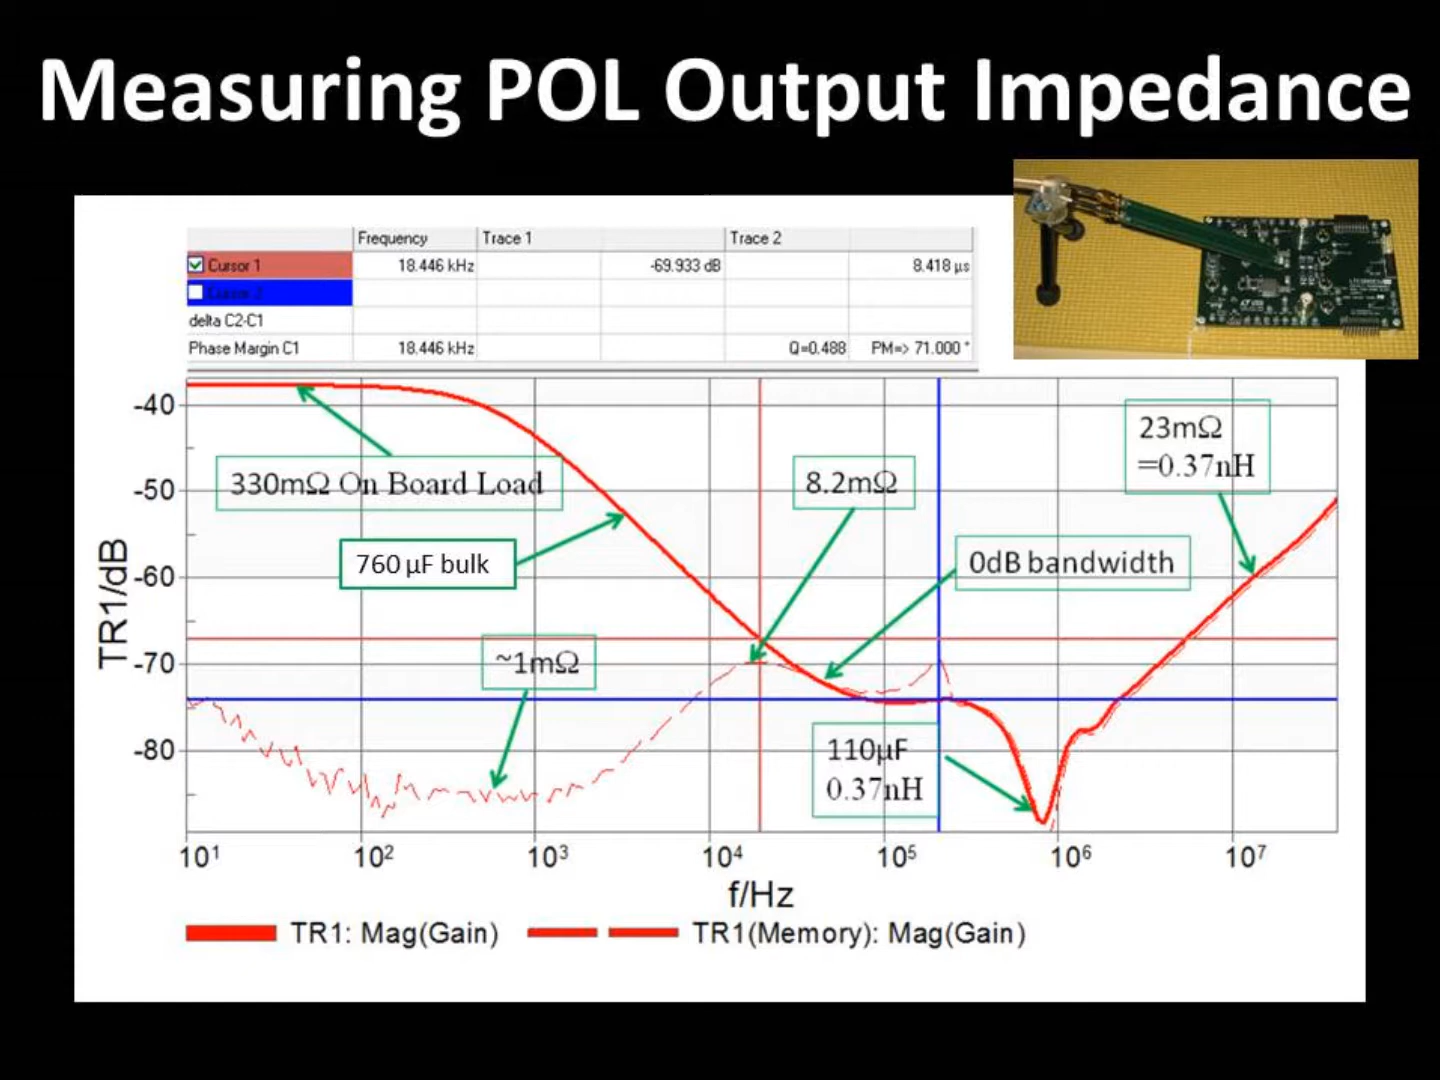 Measuring POL Output Impedance
Frequency Trace 1 Trace 2
Cursor 1 18.446 kHz -69.933 dB 8.418 µs
Cursor 2
delta C2-C1
Phase Margin C1 18.446 kHz Q=0.488 PM=> 71.000 °
-40
-50
-60
-70
-80
TR1/dB
330mΩ On Board Load
760 µF bulk
~1mΩ
8.2mΩ
0dB bandwidth
23mΩ
=0.37nH
110µF
0.37nH
10¹ 10² 10³ 10⁴ 10⁵ 10⁶ 10⁷
f/Hz
TR1: Mag(Gain) TR1(Memory): Mag(Gain)